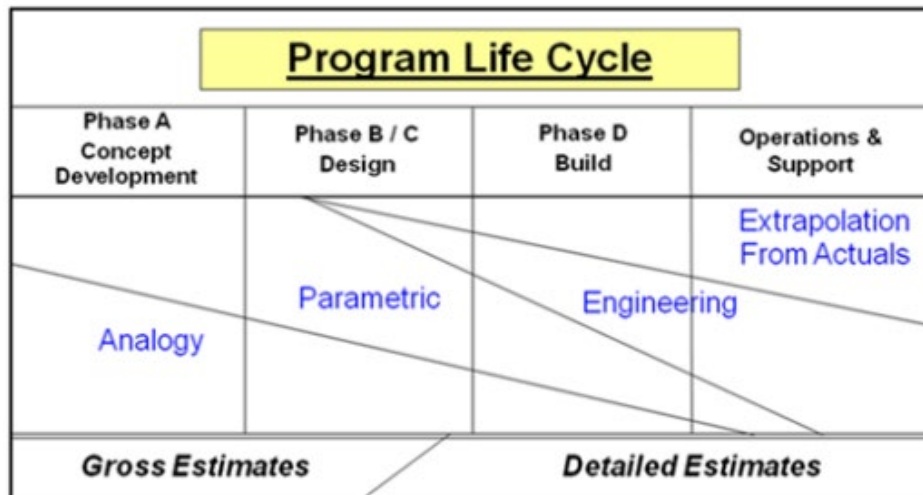 Program Life Cycle
Phase A
Concept
Development
Phase B / C
Design
Phase D
Build
Operations &
Support
Extrapolation
From Actuals
Parametric
Engineering
Analogy
Gross Estimates
Detailed Estimates